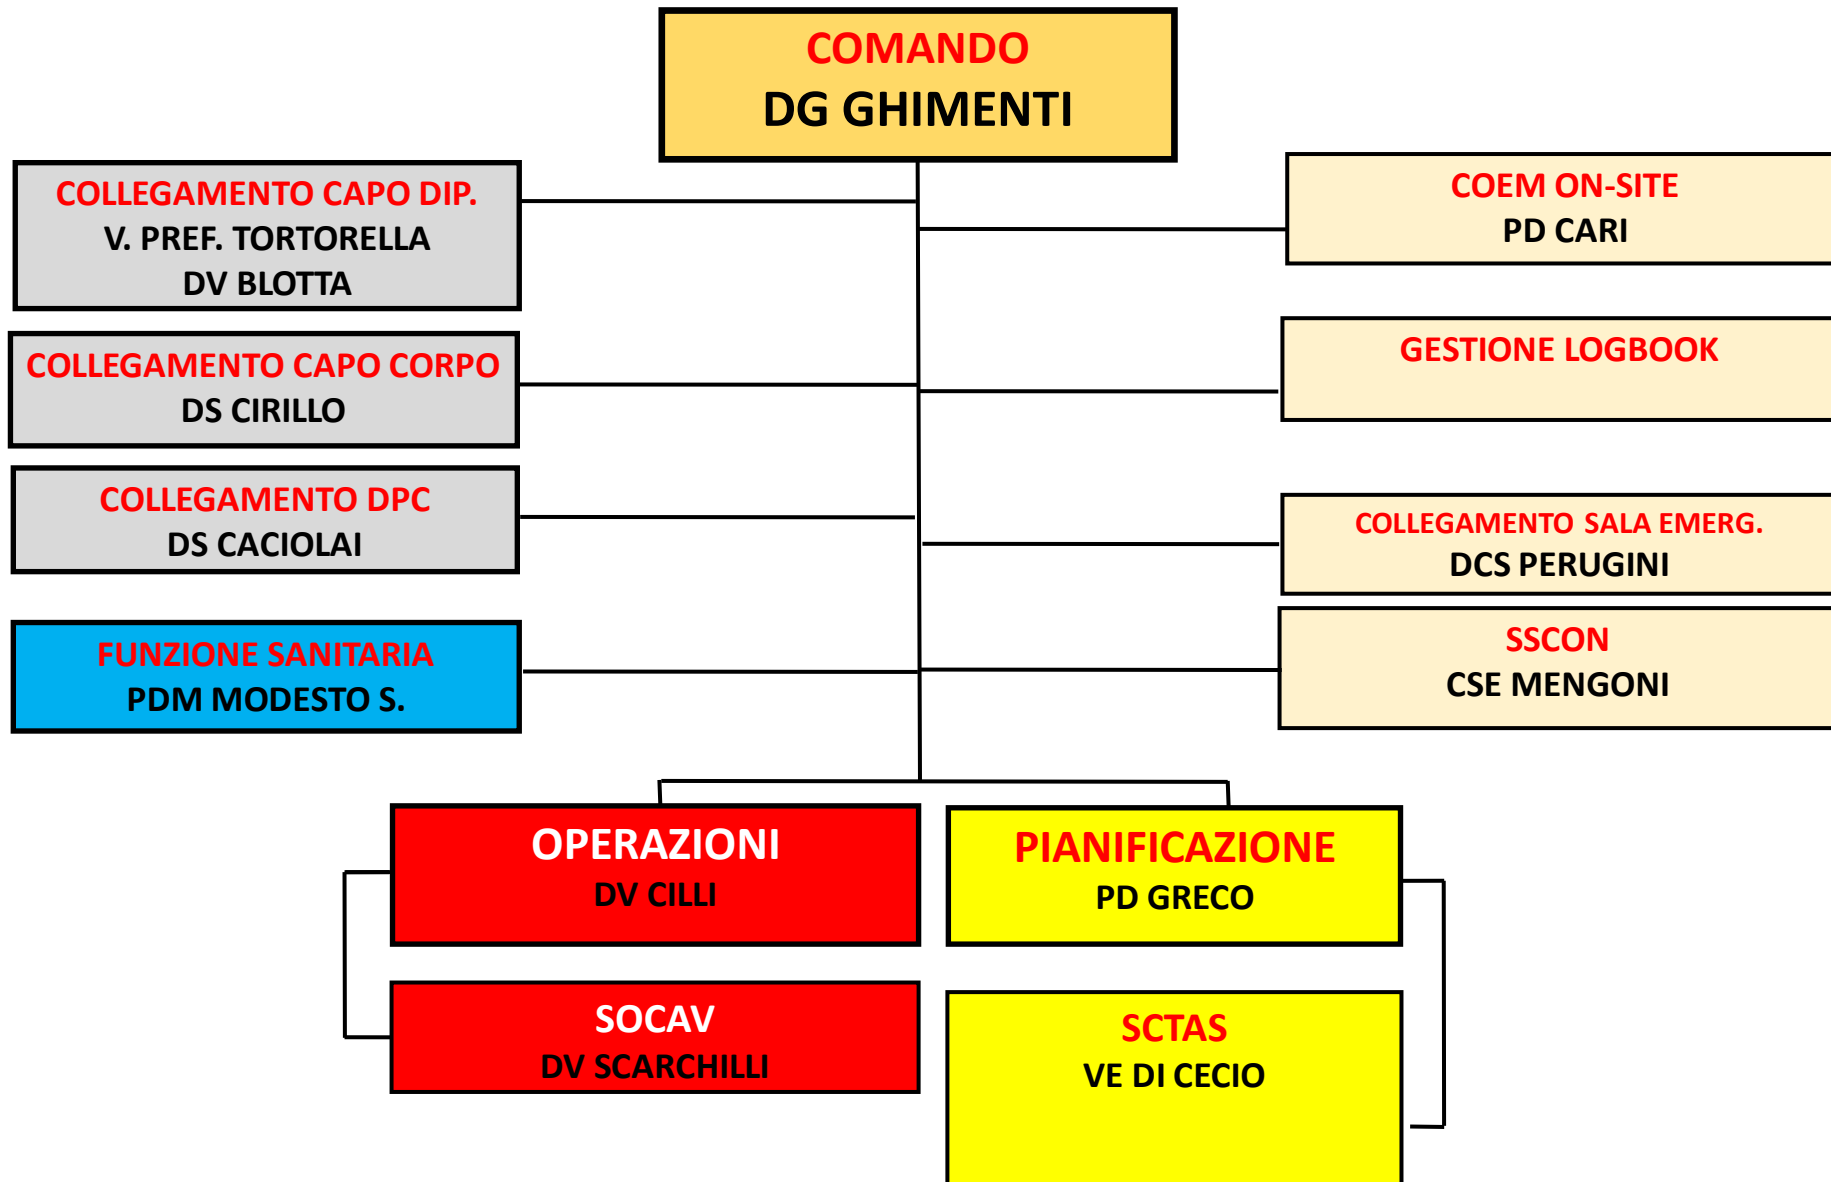 COMANDO
DG GHIMENTI
COLLEGAMENTO CAPO DIP.
V. PREF. TORTORELLA
DV BLOTTA
COEM ON-SITE
PD CARI
COLLEGAMENTO CAPO CORPO
DS CIRILLO
GESTIONE LOGBOOK
COLLEGAMENTO DPC
DS CACIOLAI
COLLEGAMENTO SALA EMERG.
DCS PERUGINI
FUNZIONE SANITARIA
PDM MODESTO S.
SSCON
CSE MENGONI
OPERAZIONI
DV CILLI
PIANIFICAZIONE
PD GRECO
SOCAV
DV SCARCHILLI
SCTAS
VE DI CECIO